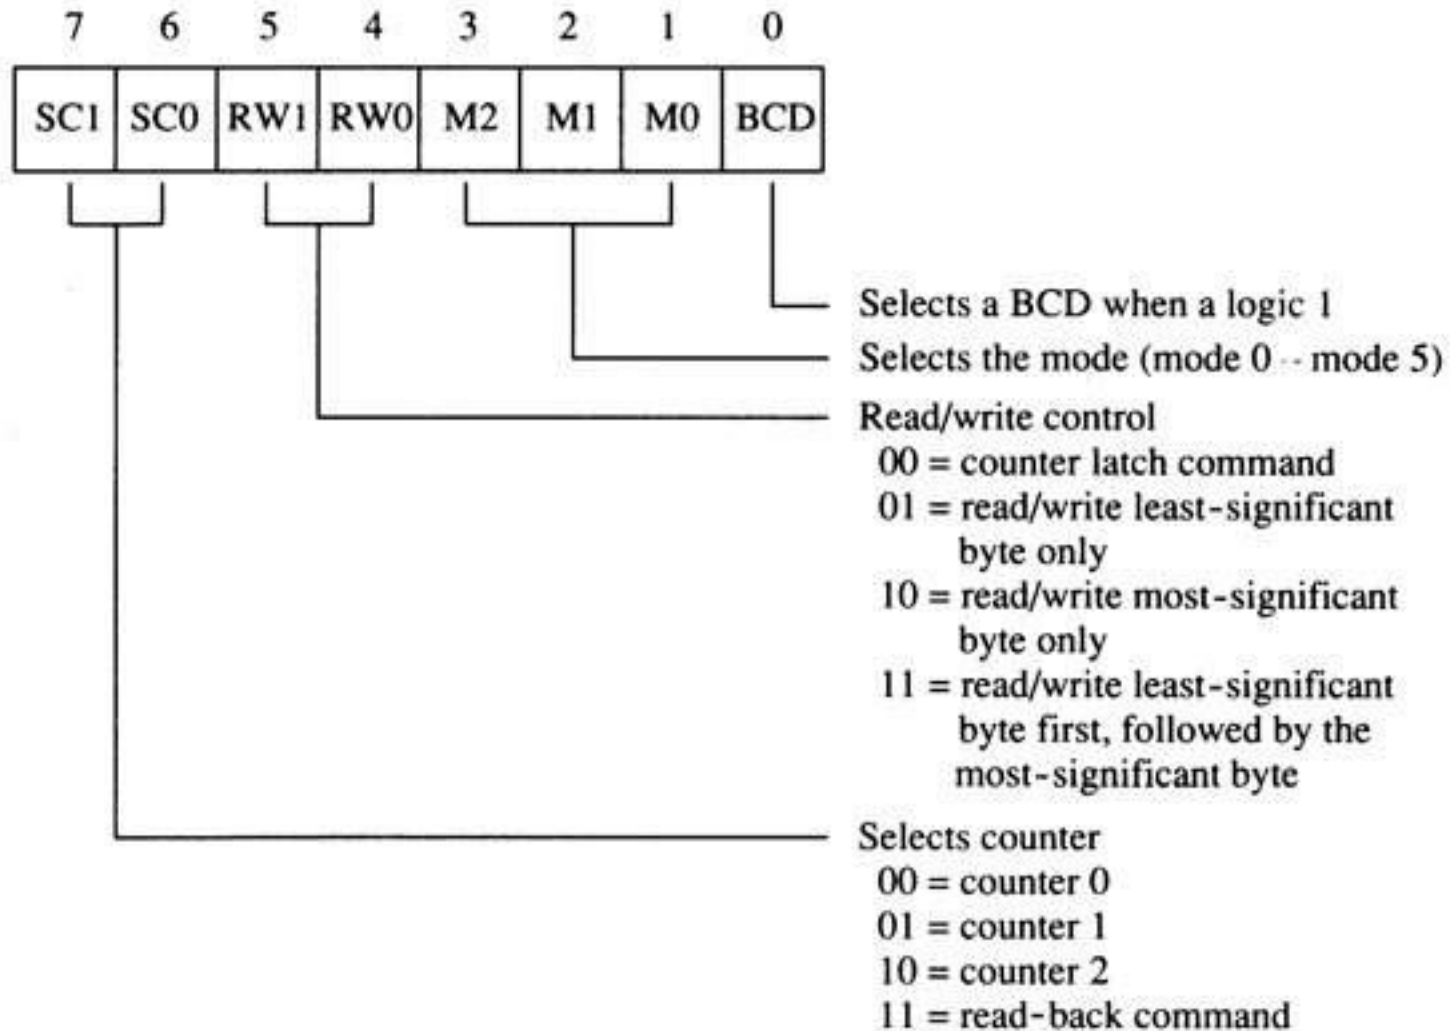 7 6 5 4 3 2 1 0
SC1 SC0 RW1 RW0 M2 M1 M0 BCD
Selects a BCD when a logic 1
Selects the mode (mode 0 -- mode 5)
Read/write control
00 = counter latch command
01 = read/write least-significant
byte only
10 = read/write most-significant
byte only
11 = read/write least-significant
byte first, followed by the
most-significant byte
Selects counter
00 = counter 0
01 = counter 1
10 = counter 2
11 = read-back command